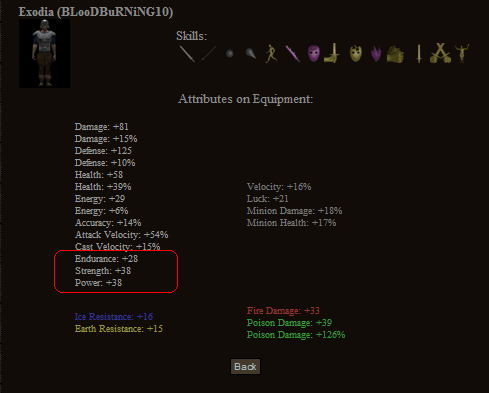 Exodia (BLooDBuRNiNG10)
Skills:
Attributes on Equipment:
Damage: +81
Damage: +15%
Defense: +125
Defense: +10%
Health: +58
Health: +39%
Energy: +29
Energy: +6%
Accuracy: +14%
Attack Velocity: +54%
Cast Velocity: +15%
Endurance: +28
Strength: +38
Power: +38
Velocity: +16%
Luck: +21
Minion Damage: +18%
Minion Health: +17%
Ice Resistance: +16
Earth Resistance: +15
Fire Damage: +33
Poison Damage: +39
Poison Damage: +126%
Back